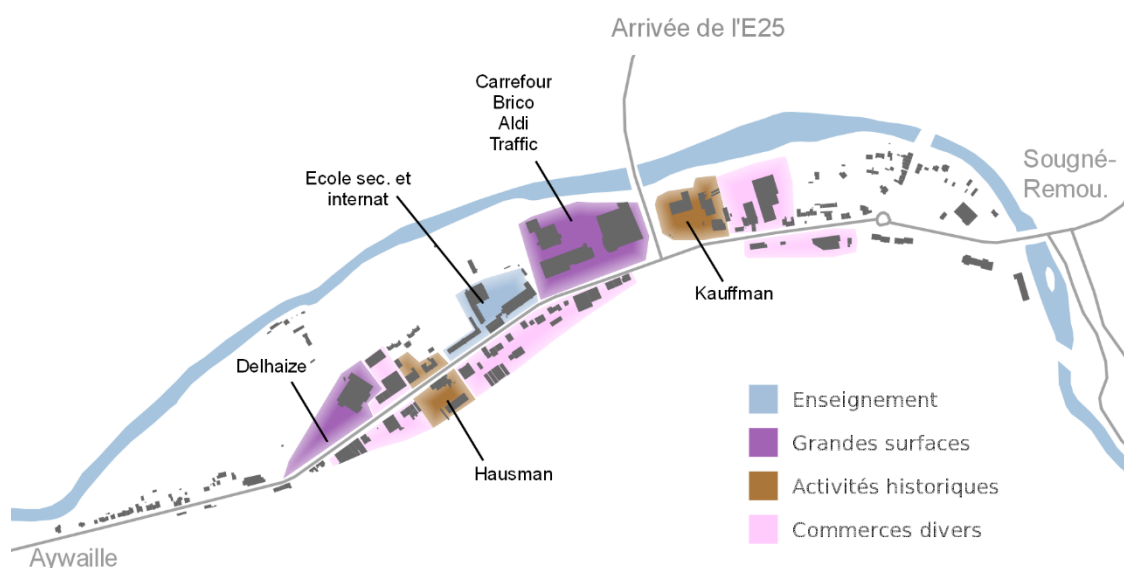 Arrivée de l'E25
Carrefour
Brico
Aldi
Traffic
Ecole sec. et
internat
Sougné-
Remou.
Kauffman
Delhaize
Hausman
Aywaille
Enseignement
Grandes surfaces
Activités historiques
Commerces divers